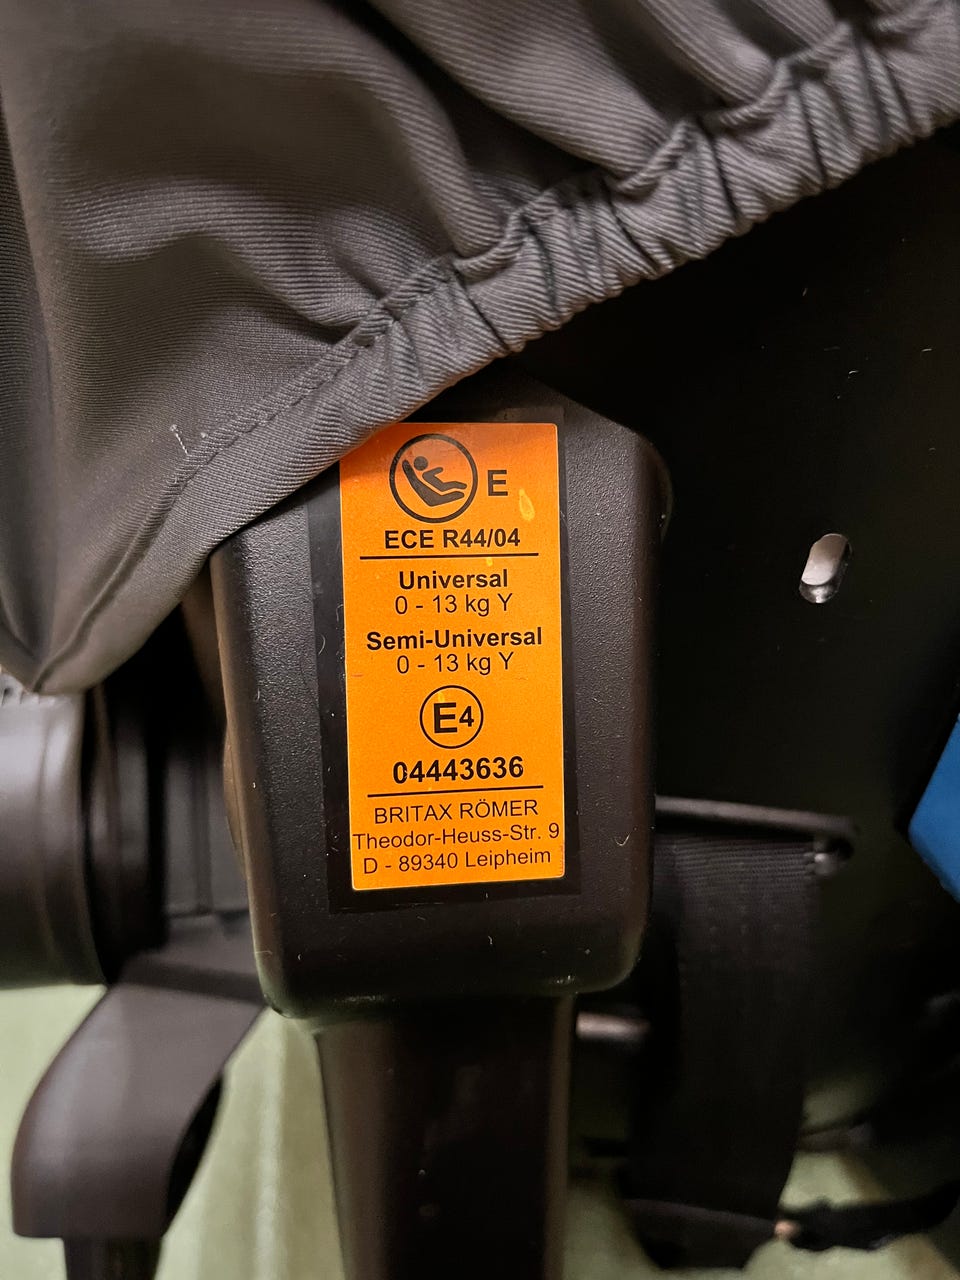 E
ECE R44/04
Universal
0 - 13 kg Y
Semi-Universal
0 - 13 kg Y
E4
04443636
BRITAX RÖMER
Theodor-Heuss-Str. 9
D - 89340 Leipheim